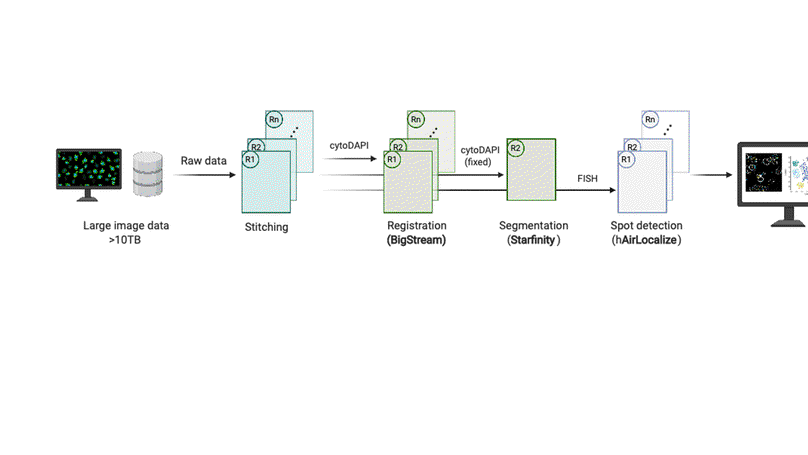 Rn
R2
R1
Raw data
cytoDAPI
Rn
R2
R1
cytoDAPI
(fixed)
R2
FISH
Rn
R2
R1
Large image data
>10TB
Stitching
Registration
(BigStream)
Segmentation
(Starfinity)
Spot detection
(hAirLocalize)